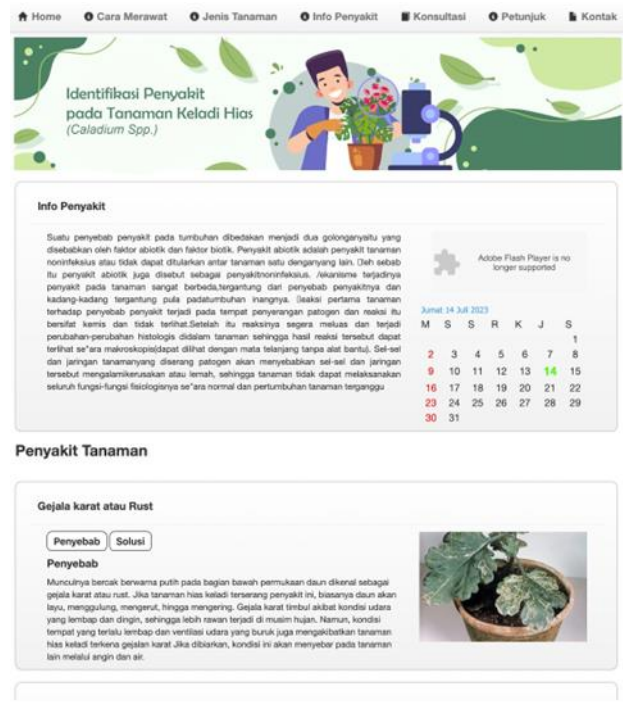 Home Cara Merawat Jenis Tanaman Info Penyakit Konsultasi Petunjuk Kontak
Identifikasi Penyakit
pada Tanaman Keladi Hias
(Caladium Spp.)
Info Penyakit
Suatu penyebab penyakit pada tumbuhan dibedakan menjadi dua golonganyaitu yang
disebabkan oleh faktor abiotik dan faktor biotik. Penyakit abiotik adalah penyakit tanaman
noninfeksius atau tidak dapat ditularkan antar tanaman satu denganyang lain. ▯leh sebab
itu penyakit abiotik juga disebut sebagai penyakitnoninfeksius. /ekanisme terjadinya
penyakit pada tanaman sangat berbeda,tergantung dari penyebab penyakitnya dan
kadang-kadang tergantung pula padatumbuhan inangnya. ▯eaksi pertama tanaman
terhadap penyebab penyakit terjadi pada tempat penyerangan patogen dan reaksi itu
bersifat kemis dan tidak terlihat.Setelah itu reaksinya segera meluas dan terjadi
perubahan-perubahan histologis didalam tanaman sehingga hasil reaksi tersebut dapat
terlihat se*ara makroskopis(dapat dilihat dengan mata telanjang tanpa alat bantu). Sel-sel
dan jaringan tanamanyang diserang patogen akan menyebabkan sel-sel dan jaringan
tersebut mengalamikerusakan atau lemah, sehingga tanaman tidak dapat melaksanakan
seluruh fungsi-fungsi fisiologisnya se*ara normal dan pertumbuhan tanaman terganggu
Adobe Flash Player is no
longer supported
Jumat 14 Juli 2023
M S S R K J S
1
2 3 4 5 6 7 8
9 10 11 12 13 14 15
16 17 18 19 20 21 22
23 24 25 26 27 28 29
30 31
Penyakit Tanaman
Gejala karat atau Rust
Penyebab Solusi
Penyebab
Munculnya bercak berwarna putih pada bagian bawah permukaan daun dikenal sebagai
gejala karat atau rust. Jika tanaman hias keladi terserang penyakit ini, biasanya daun akan
layu, menggulung, mengerut, hingga mengering. Gejala karat timbul akibat kondisi udara
yang lembap dan dingin, sehingga lebih rawan terjadi di musim hujan. Namun, kondisi
tempat yang terlalu lembap dan ventilasi udara yang buruk juga mengakibatkan tanaman
hias keladi terkena gejalan karat Jika dibiarkan, kondisi ini akan menyebar pada tanaman
lain melalui angin dan air.